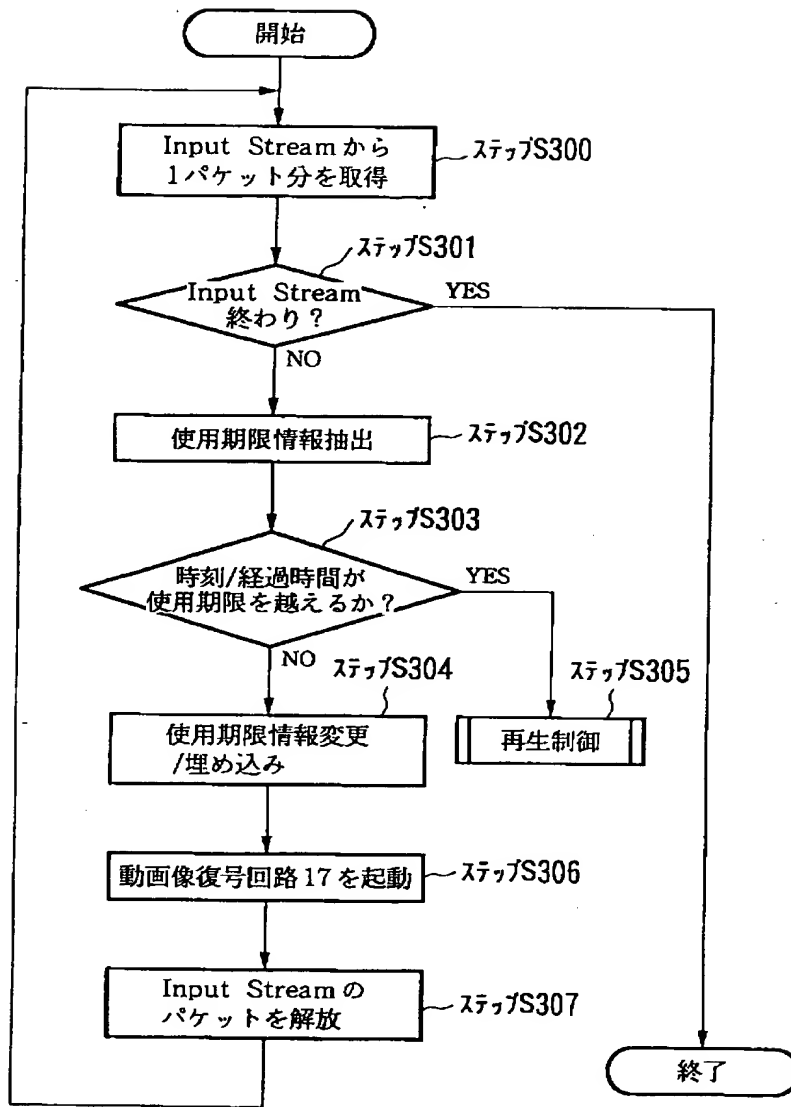 開始
Input Streamから
1パケット分を取得
ステップS300
ステップS301
Input Stream
終わり?
YES
NO
使用期限情報抽出
ステップS302
ステップS303
時刻/経過時間が
使用期限を越えるか?
YES
NO
ステップS304
ステップS305
使用期限情報変更
/埋め込み
再生制御
動画像復号回路17を起動
ステップS306
Input Streamの
パケットを解放
ステップS307
終了